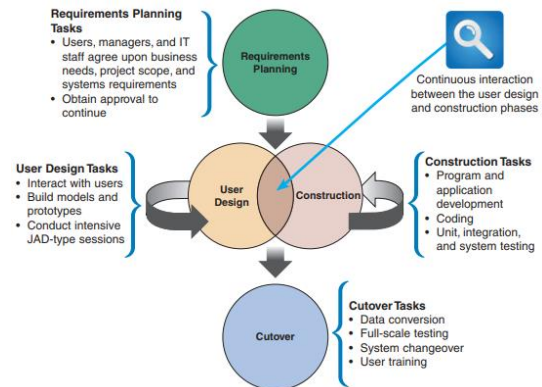 Requirements Planning
Tasks
• Users, managers, and IT
staff agree upon business
needs, project scope, and
systems requirements
• Obtain approval to
continue
Requirements
Planning
Continuous interaction
between the user design
and construction phases
User Design Tasks
• Interact with users
• Build models and
prototypes
• Conduct intensive
JAD-type sessions
User
Design
Construction
Construction Tasks
• Program and
application
development
• Coding
• Unit, integration,
and system testing
Cutover
Cutover Tasks
• Data conversion
• Full-scale testing
• System changeover
• User training